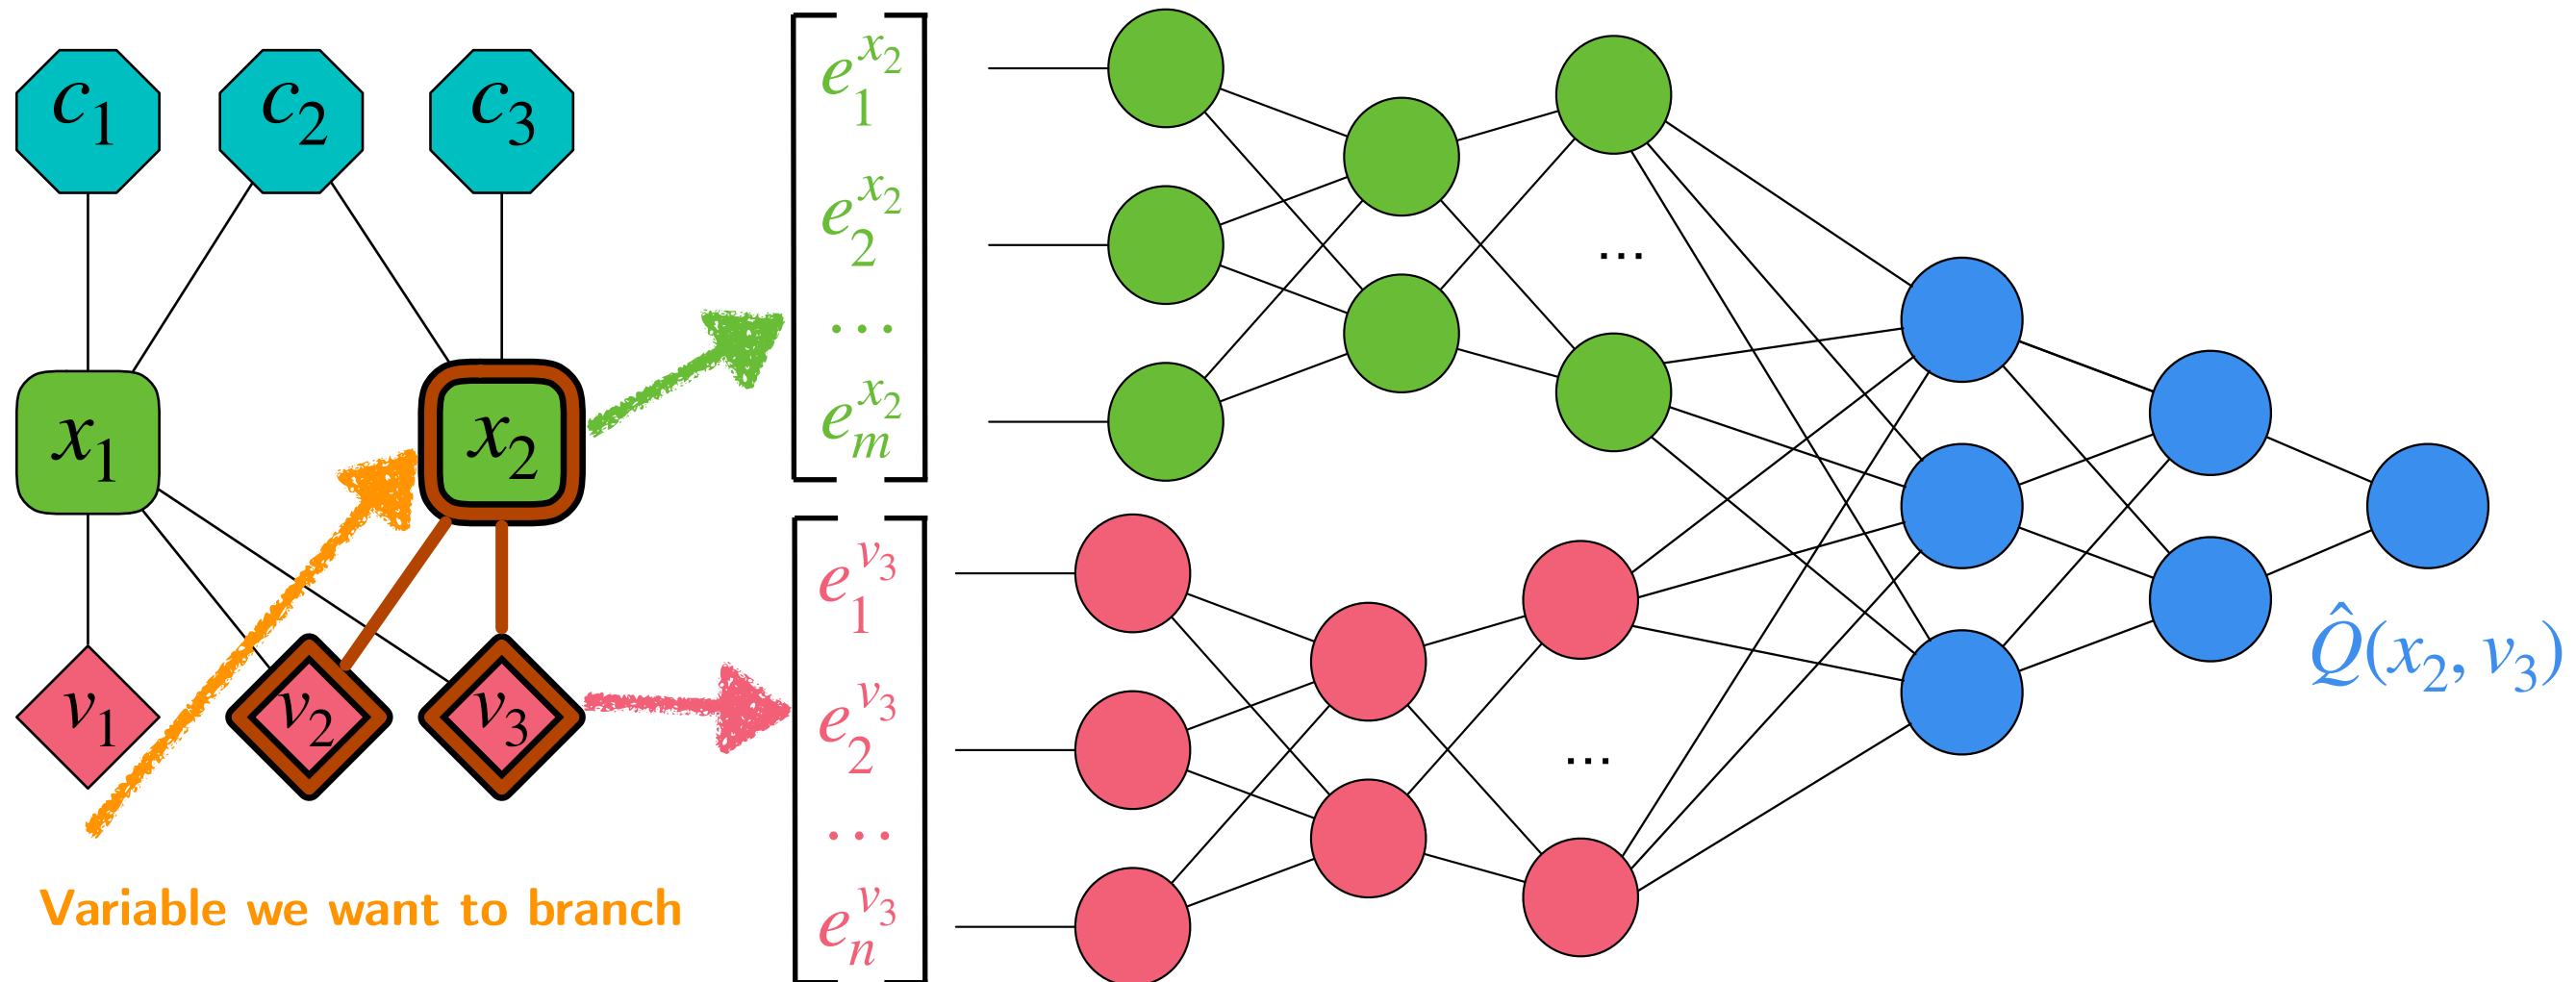 c₁ c₂ c₃
x₁ x₂
v₁ v₂ v₃
Variable we want to branch
e₁^{x₂}
e₂^{x₂}
...
eₘ^{x₂}
e₁^{v₃}
e₂^{v₃}
...
eₙ^{v₃}
...
...
Q̂(x₂, v₃)